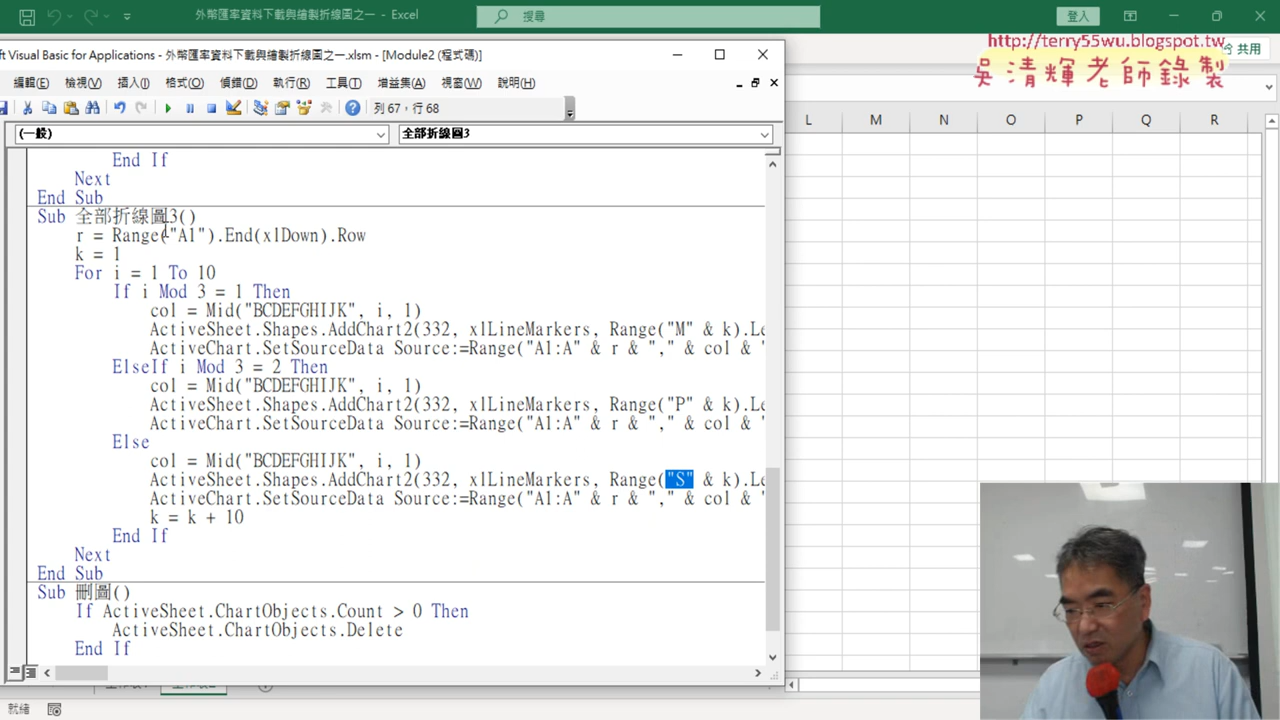 外幣匯率資料下載與繪製折線圖之一 - Excel
搜尋
登入
http://terry55wu.blogspot.tw
吳清輝老師錄製
共用
ft Visual Basic for Applications - 外幣匯率資料下載與繪製折線圖之一.xlsm - [Module2 (程式碼)]
編輯(E) 檢視(V) 插入(I) 格式(O) 偵錯(D) 執行(R) 工具(T) 增益集(A) 視窗(W) 說明(H)
列 67，行 68
(一般) 全部折線圖3
L M N O P Q R
End If
Next
End Sub
Sub 全部折線圖3()
r = Range("A1").End(xlDown).Row
k = 1
For i = 1 To 10
If i Mod 3 = 1 Then
col = Mid("BCDEFGHIJK", i, 1)
ActiveSheet.Shapes.AddChart2(332, xlLineMarkers, Range("M" & k).Le
ActiveChart.SetSourceData Source:=Range("A1:A" & r & "," & col & "
ElseIf i Mod 3 = 2 Then
col = Mid("BCDEFGHIJK", i, 1)
ActiveSheet.Shapes.AddChart2(332, xlLineMarkers, Range("P" & k).Le
ActiveChart.SetSourceData Source:=Range("A1:A" & r & "," & col & "
Else
col = Mid("BCDEFGHIJK", i, 1)
ActiveSheet.Shapes.AddChart2(332, xlLineMarkers, Range("S" & k).Le
ActiveChart.SetSourceData Source:=Range("A1:A" & r & "," & col & "
k = k + 10
End If
Next
End Sub
Sub 刪圖()
If ActiveSheet.ChartObjects.Count > 0 Then
ActiveSheet.ChartObjects.Delete
End If
就緒